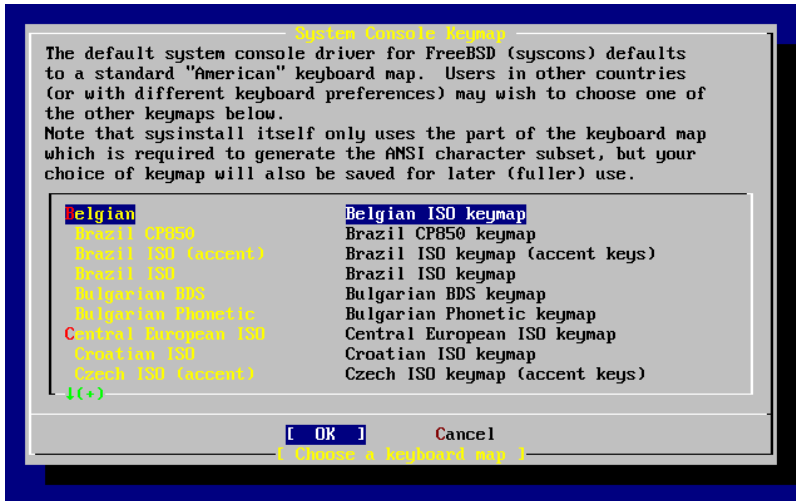 System Console Keymap
The default system console driver for FreeBSD (syscons) defaults
to a standard "American" keyboard map.  Users in other countries
(or with different keyboard preferences) may wish to choose one of
the other keymaps below.
Note that sysinstall itself only uses the part of the keyboard map
which is required to generate the ANSI character subset, but your
choice of keymap will also be saved for later (fuller) use.
Belgian Belgian ISO keymap
Brazil CP850 Brazil CP850 keymap
Brazil ISO (accent) Brazil ISO keymap (accent keys)
Brazil ISO Brazil ISO keymap
Bulgarian BDS Bulgarian BDS keymap
Bulgarian Phonetic Bulgarian Phonetic keymap
Central European ISO Central European ISO keymap
Croatian ISO Croatian ISO keymap
Czech ISO (accent) Czech ISO keymap (accent keys)
↓(+)
[ OK ] Cancel
[ Choose a keyboard map ]